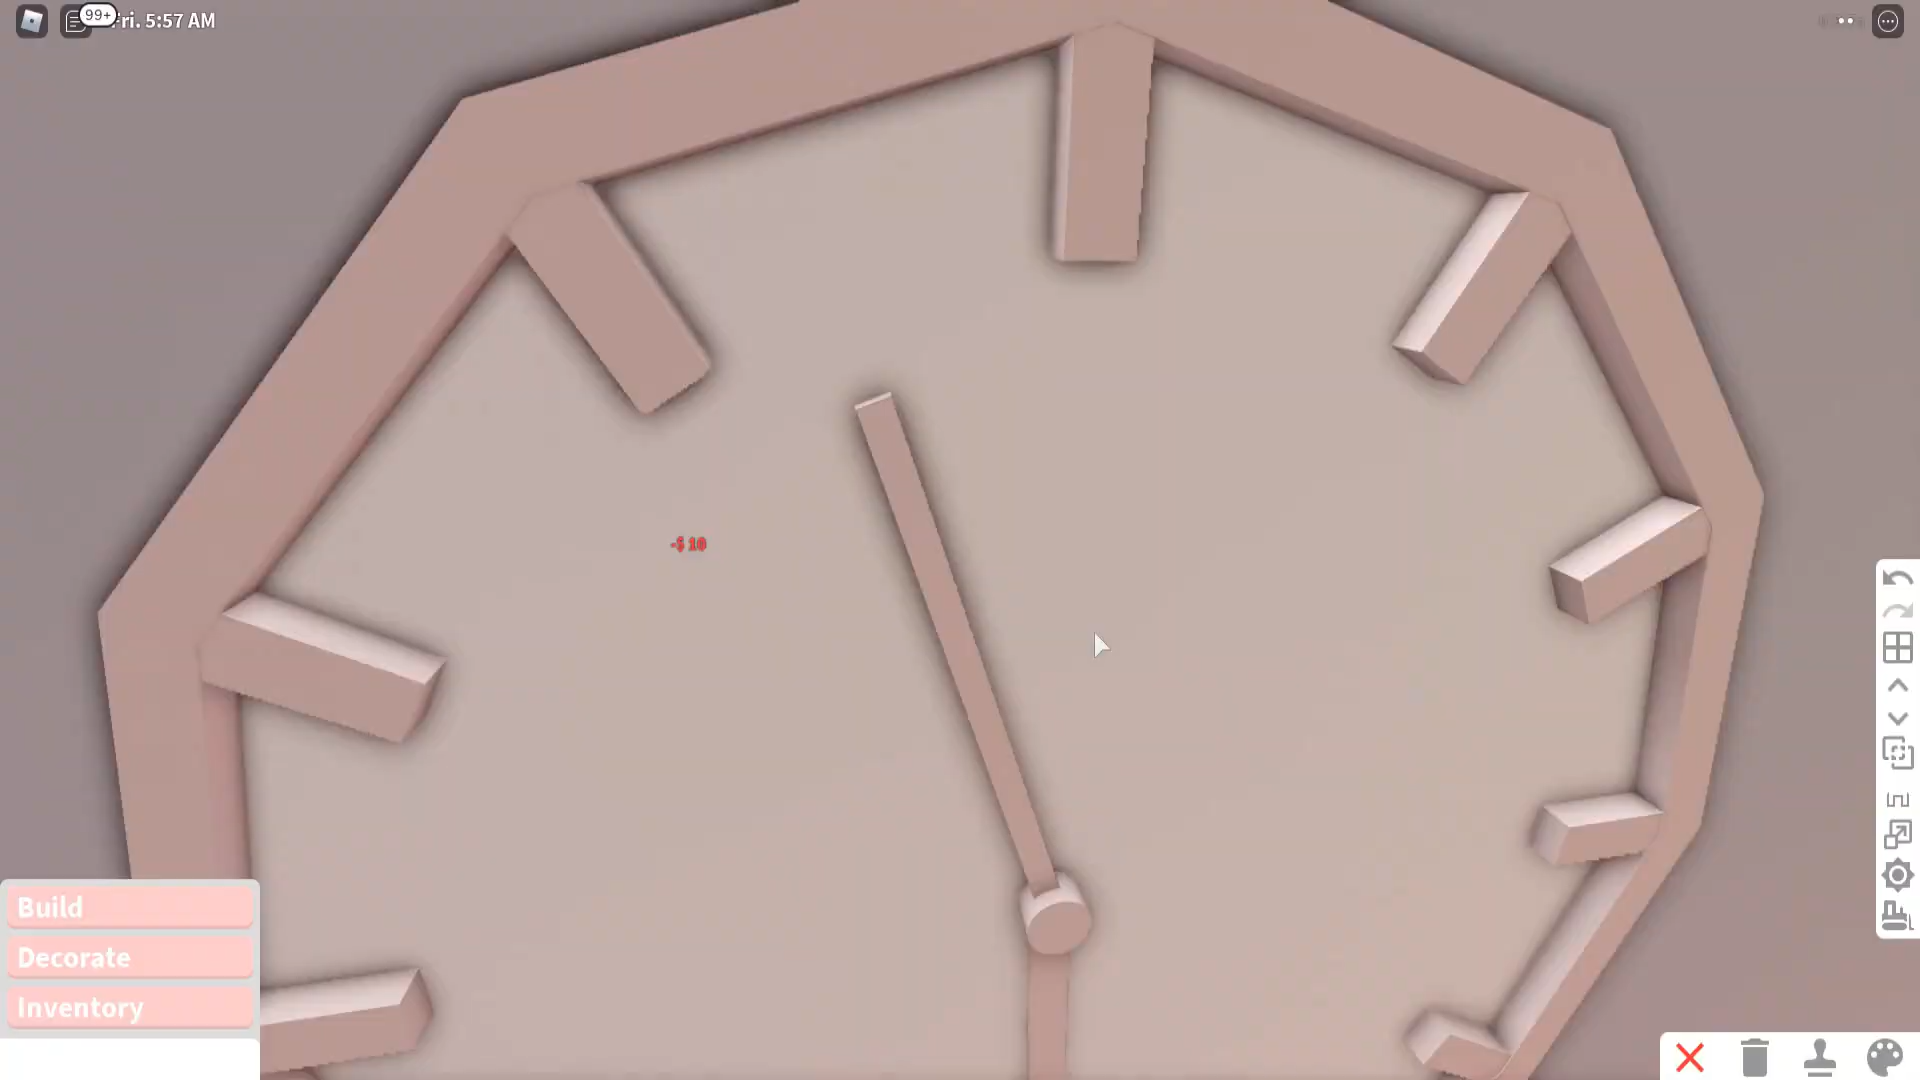 99+
Fri. 5:57 AM
-$ 10
Build
Decorate
Inventory